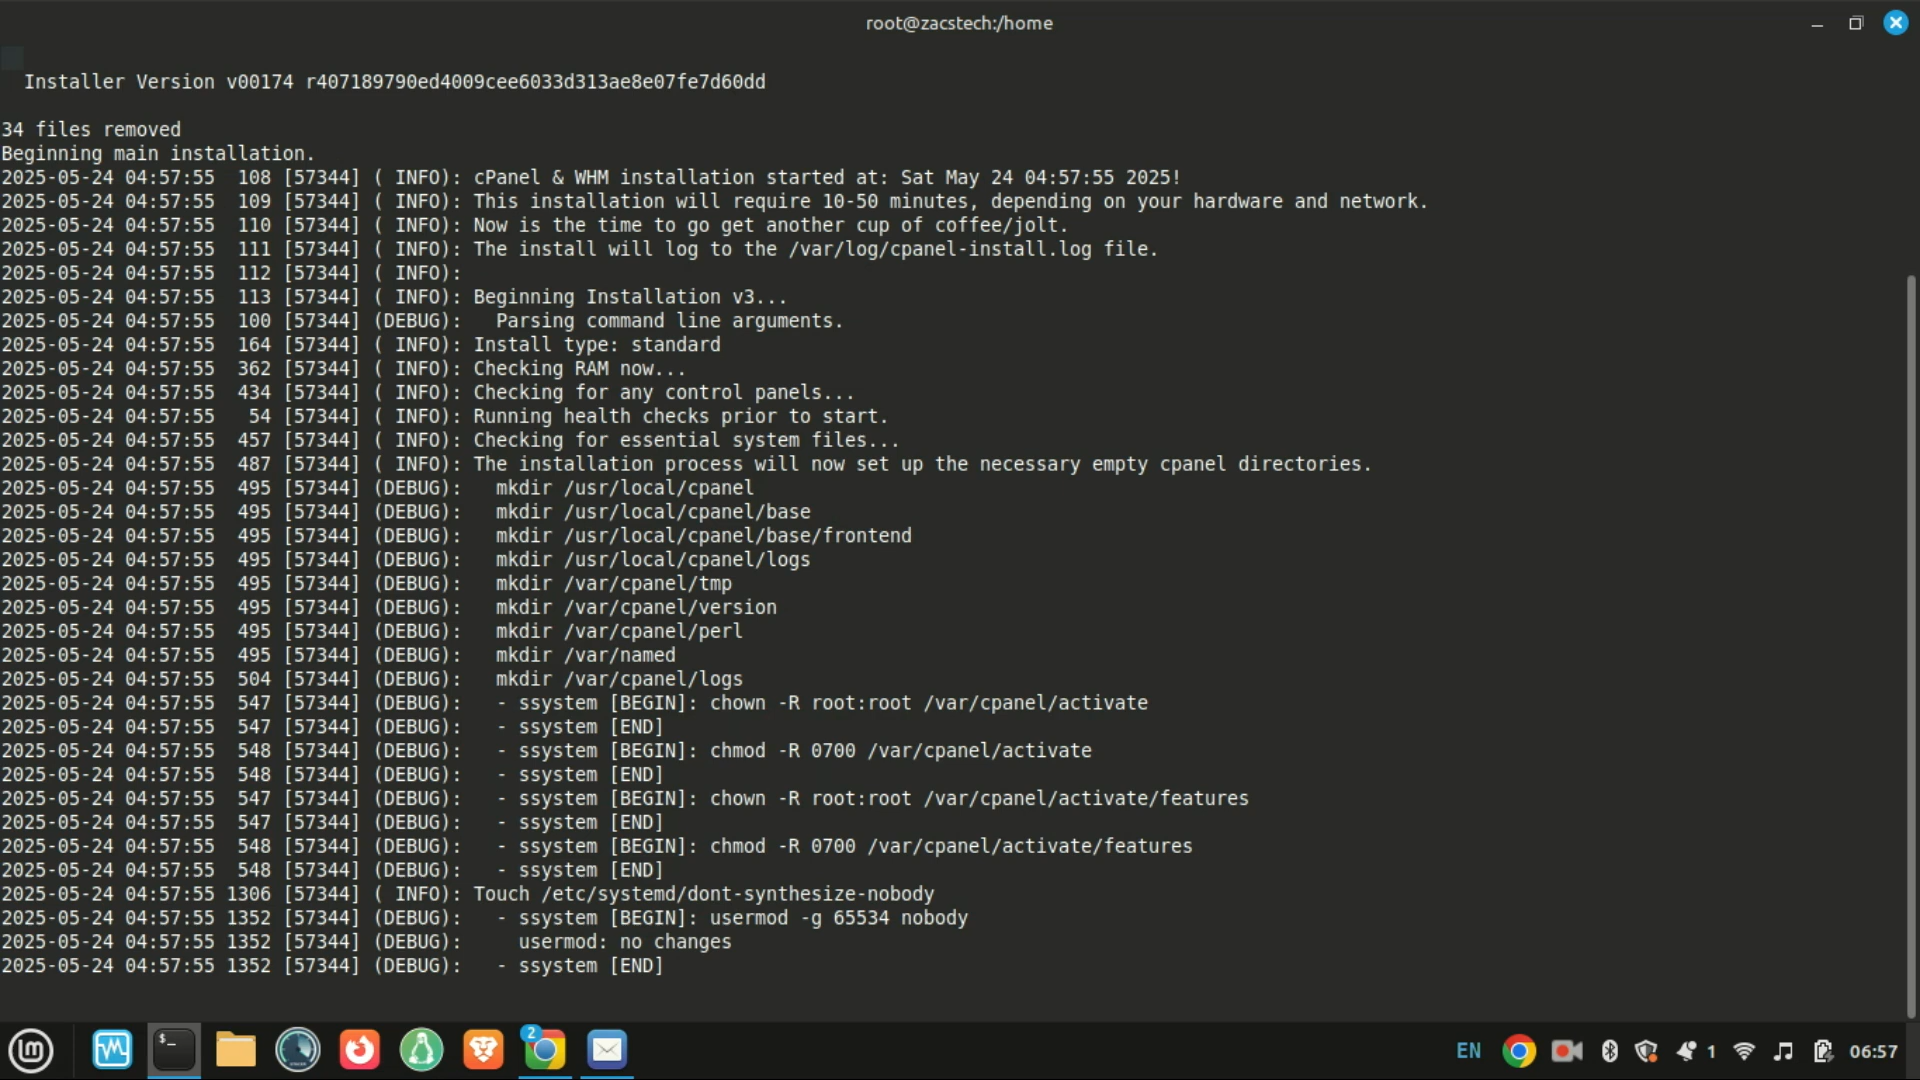 root@zacstech:/home
Installer Version v00174 r407189790ed4009cee6033d313ae8e07fe7d60dd
34 files removed
Beginning main installation.
2025-05-24 04:57:55  108 [57344] ( INFO): cPanel & WHM installation started at: Sat May 24 04:57:55 2025!
2025-05-24 04:57:55  109 [57344] ( INFO): This installation will require 10-50 minutes, depending on your hardware and network.
2025-05-24 04:57:55  110 [57344] ( INFO): Now is the time to go get another cup of coffee/jolt.
2025-05-24 04:57:55  111 [57344] ( INFO): The install will log to the /var/log/cpanel-install.log file.
2025-05-24 04:57:55  112 [57344] ( INFO):
2025-05-24 04:57:55  113 [57344] ( INFO): Beginning Installation v3...
2025-05-24 04:57:55  100 [57344] (DEBUG):   Parsing command line arguments.
2025-05-24 04:57:55  164 [57344] ( INFO): Install type: standard
2025-05-24 04:57:55  362 [57344] ( INFO): Checking RAM now...
2025-05-24 04:57:55  434 [57344] ( INFO): Checking for any control panels...
2025-05-24 04:57:55   54 [57344] ( INFO): Running health checks prior to start.
2025-05-24 04:57:55  457 [57344] ( INFO): Checking for essential system files...
2025-05-24 04:57:55  487 [57344] ( INFO): The installation process will now set up the necessary empty cpanel directories.
2025-05-24 04:57:55  495 [57344] (DEBUG):   mkdir /usr/local/cpanel
2025-05-24 04:57:55  495 [57344] (DEBUG):   mkdir /usr/local/cpanel/base
2025-05-24 04:57:55  495 [57344] (DEBUG):   mkdir /usr/local/cpanel/base/frontend
2025-05-24 04:57:55  495 [57344] (DEBUG):   mkdir /usr/local/cpanel/logs
2025-05-24 04:57:55  495 [57344] (DEBUG):   mkdir /var/cpanel/tmp
2025-05-24 04:57:55  495 [57344] (DEBUG):   mkdir /var/cpanel/version
2025-05-24 04:57:55  495 [57344] (DEBUG):   mkdir /var/cpanel/perl
2025-05-24 04:57:55  495 [57344] (DEBUG):   mkdir /var/named
2025-05-24 04:57:55  504 [57344] (DEBUG):   mkdir /var/cpanel/logs
2025-05-24 04:57:55  547 [57344] (DEBUG):   - ssystem [BEGIN]: chown -R root:root /var/cpanel/activate
2025-05-24 04:57:55  547 [57344] (DEBUG):   - ssystem [END]
2025-05-24 04:57:55  548 [57344] (DEBUG):   - ssystem [BEGIN]: chmod -R 0700 /var/cpanel/activate
2025-05-24 04:57:55  548 [57344] (DEBUG):   - ssystem [END]
2025-05-24 04:57:55  547 [57344] (DEBUG):   - ssystem [BEGIN]: chown -R root:root /var/cpanel/activate/features
2025-05-24 04:57:55  547 [57344] (DEBUG):   - ssystem [END]
2025-05-24 04:57:55  548 [57344] (DEBUG):   - ssystem [BEGIN]: chmod -R 0700 /var/cpanel/activate/features
2025-05-24 04:57:55  548 [57344] (DEBUG):   - ssystem [END]
2025-05-24 04:57:55 1306 [57344] ( INFO): Touch /etc/systemd/dont-synthesize-nobody
2025-05-24 04:57:55 1352 [57344] (DEBUG):   - ssystem [BEGIN]: usermod -g 65534 nobody
2025-05-24 04:57:55 1352 [57344] (DEBUG):     usermod: no changes
2025-05-24 04:57:55 1352 [57344] (DEBUG):   - ssystem [END]
$_
2
EN
1
06:57